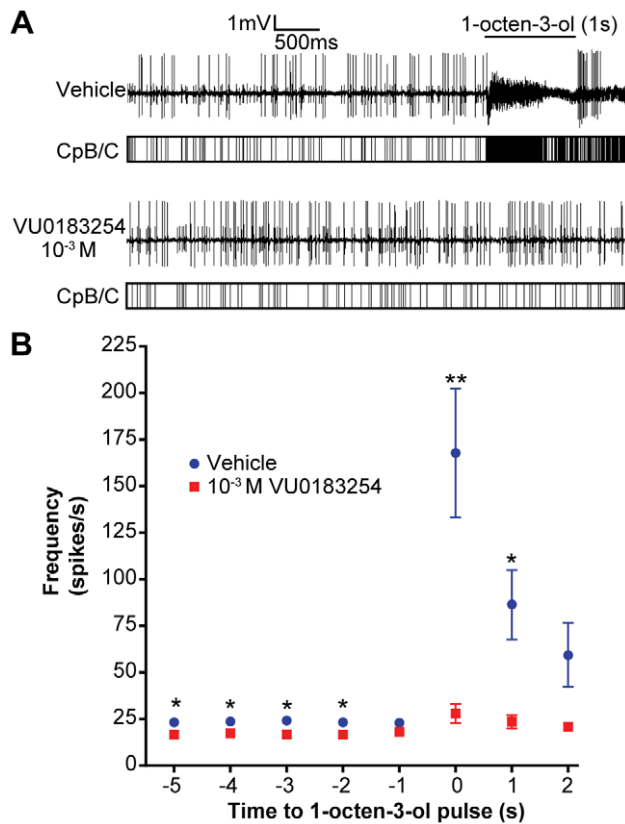 A
1mV
500ms
1-octen-3-ol (1s)
Vehicle
CpB/C
VU0183254
10⁻³ M
CpB/C
B
225
200
175
150
125
100
75
50
25
0
Frequency
(spikes/s)
Vehicle
10⁻³ M VU0183254
* * * * ** *
-5 -4 -3 -2 -1 0 1 2
Time to 1-octen-3-ol pulse (s)